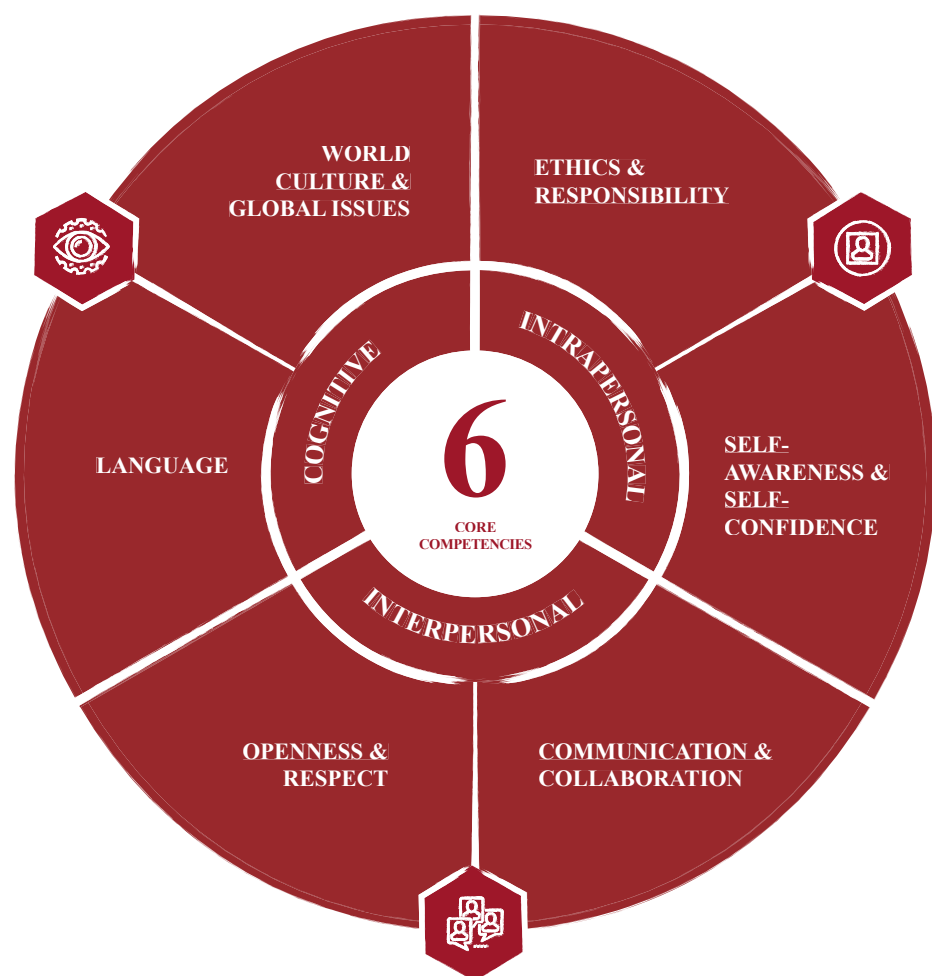 WORLD
CULTURE &
GLOBAL ISSUES
ETHICS &
RESPONSIBILITY
COGNITIVE
INTRAPERSONAL
6
CORE
COMPETENCIES
LANGUAGE
SELF-
AWARENESS &
SELF-
CONFIDENCE
INTERPERSONAL
OPENNESS &
RESPECT
COMMUNICATION &
COLLABORATION